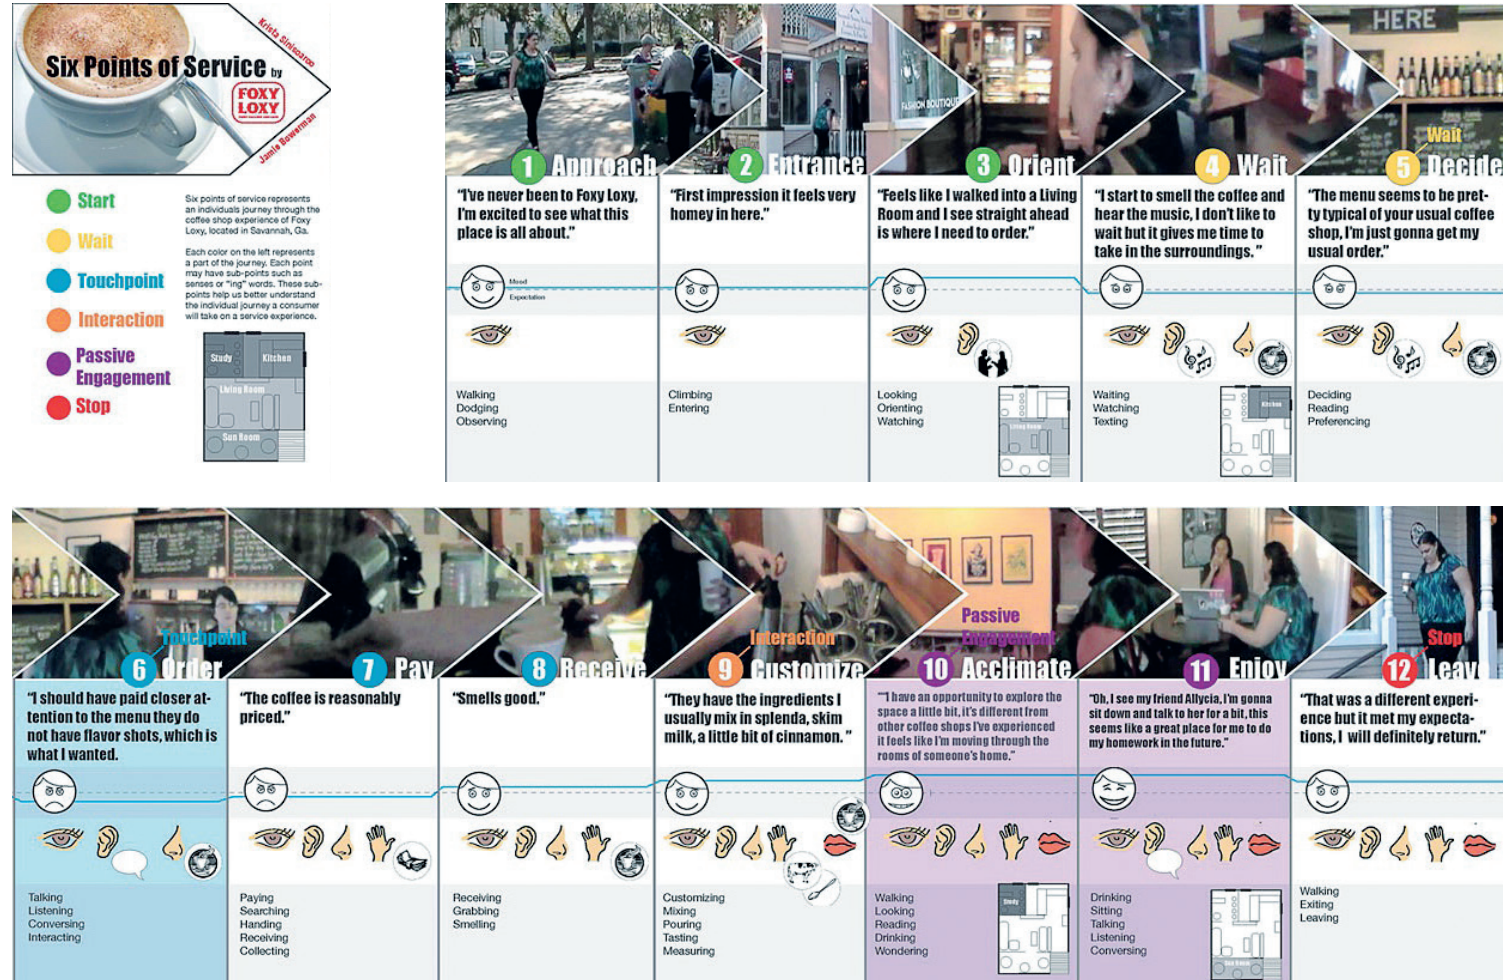 Six Points of Service by
FOXY
LOXY
Krista Siniscarco
Jamie Bowerman
Start
Wait
Touchpoint
Interaction
Passive
Engagement
Stop
Six points of service represents
an individuals journey through the
coffee shop experience of Foxy
Loxy, located in Savannah, Ga.
Each color on the left represents
a part of the journey. Each point
may have sub-points such as
senses or "ing" words. These sub-
points help us better understand
the individual journey a consumer
will take on a service experience.
Study
Kitchen
Living Room
Sun Room
FASHION BOUTIQUE
HERE
1 Approach
2 Entrance
3 Orient
4 Wait
Wait
5 Decide
"I've never been to Foxy Loxy,
I'm excited to see what this
place is all about."
Mood
Expectation
Walking
Dodging
Observing
"First impression it feels very
homey in here."
Climbing
Entering
"Feels like I walked into a Living
Room and I see straight ahead
is where I need to order."
Looking
Orienting
Watching
Living Room
"I start to smell the coffee and
hear the music, I don't like to
wait but it gives me time to
take in the surroundings. "
Waiting
Watching
Texting
Kitchen
"The menu seems to be pret-
ty typical of your usual coffee
shop, I'm just gonna get my
usual order."
Deciding
Reading
Preferencing
Touchpoint
6 Order
7 Pay
8 Receive
Interaction
9 Customize
Passive
Engagement
10 Acclimate
11 Enjoy
Stop
12 Leave
"I should have paid closer at-
tention to the menu they do
not have flavor shots, which is
what I wanted.
Talking
Listening
Conversing
Interacting
"The coffee is reasonably
priced."
Paying
Searching
Handing
Receiving
Collecting
"Smells good."
Receiving
Grabbing
Smelling
"They have the ingredients I
usually mix in splenda, skim
milk, a little bit of cinnamon. "
Customizing
Mixing
Pouring
Tasting
Measuring
""I have an opportunity to explore the
space a little bit, it's different from
other coffee shops I've experienced
it feels like I'm moving through the
rooms of someone's home."
Walking
Looking
Reading
Drinking
Wondering
Study
"Oh, I see my friend Allycia, I'm gonna
sit down and talk to her for a bit, this
seems like a great place for me to do
my homework in the future."
Drinking
Sitting
Talking
Listening
Conversing
Sun Room
"That was a different experi-
ence but it met my expecta-
tions, I will definitely return."
Walking
Exiting
Leaving